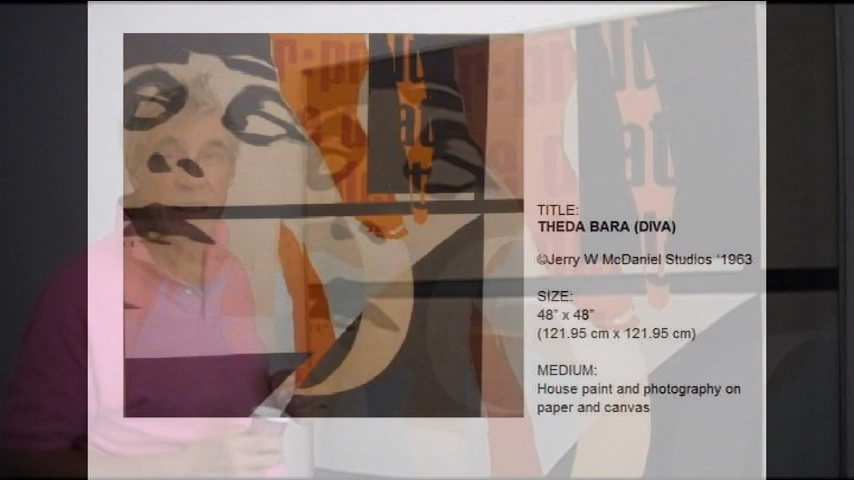 TITLE:
THEDA BARA (DIVA)
©Jerry W McDaniel Studios '1963
SIZE:
48" x 48"
(121.95 cm x 121.95 cm)
MEDIUM:
House paint and photography on
paper and canvas